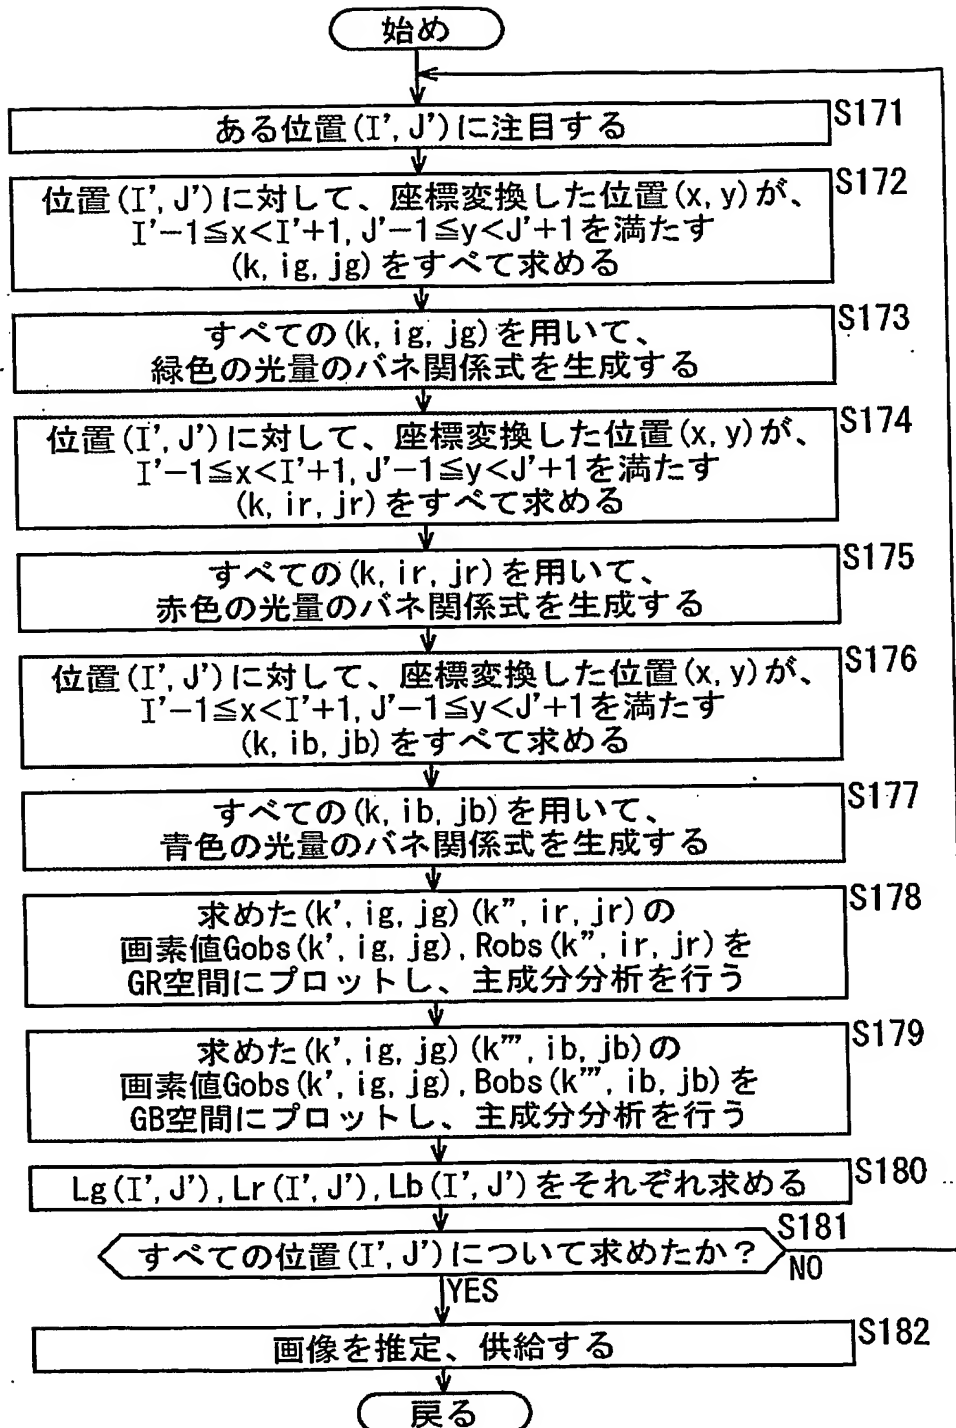 始め
ある位置(I', J')に注目する
S171
位置(I', J')に対して、座標変換した位置(x, y)が、
I'-1≦x<I'+1, J'-1≦y<J'+1を満たす
(k, ig, jg)をすべて求める
S172
すべての(k, ig, jg)を用いて、
緑色の光量のバネ関係式を生成する
S173
位置(I', J')に対して、座標変換した位置(x, y)が、
I'-1≦x<I'+1, J'-1≦y<J'+1を満たす
(k, ir, jr)をすべて求める
S174
すべての(k, ir, jr)を用いて、
赤色の光量のバネ関係式を生成する
S175
位置(I', J')に対して、座標変換した位置(x, y)が、
I'-1≦x<I'+1, J'-1≦y<J'+1を満たす
(k, ib, jb)をすべて求める
S176
すべての(k, ib, jb)を用いて、
青色の光量のバネ関係式を生成する
S177
求めた(k', ig, jg)(k'', ir, jr)の
画素値Gobs(k', ig, jg), Robs(k'', ir, jr)を
GR空間にプロットし、主成分分析を行う
S178
求めた(k', ig, jg)(k''', ib, jb)の
画素値Gobs(k', ig, jg), Bobs(k''', ib, jb)を
GB空間にプロットし、主成分分析を行う
S179
Lg(I', J'), Lr(I', J'), Lb(I', J')をそれぞれ求める
S180
すべての位置(I', J')について求めたか？
S181
NO
YES
画像を推定、供給する
S182
戻る